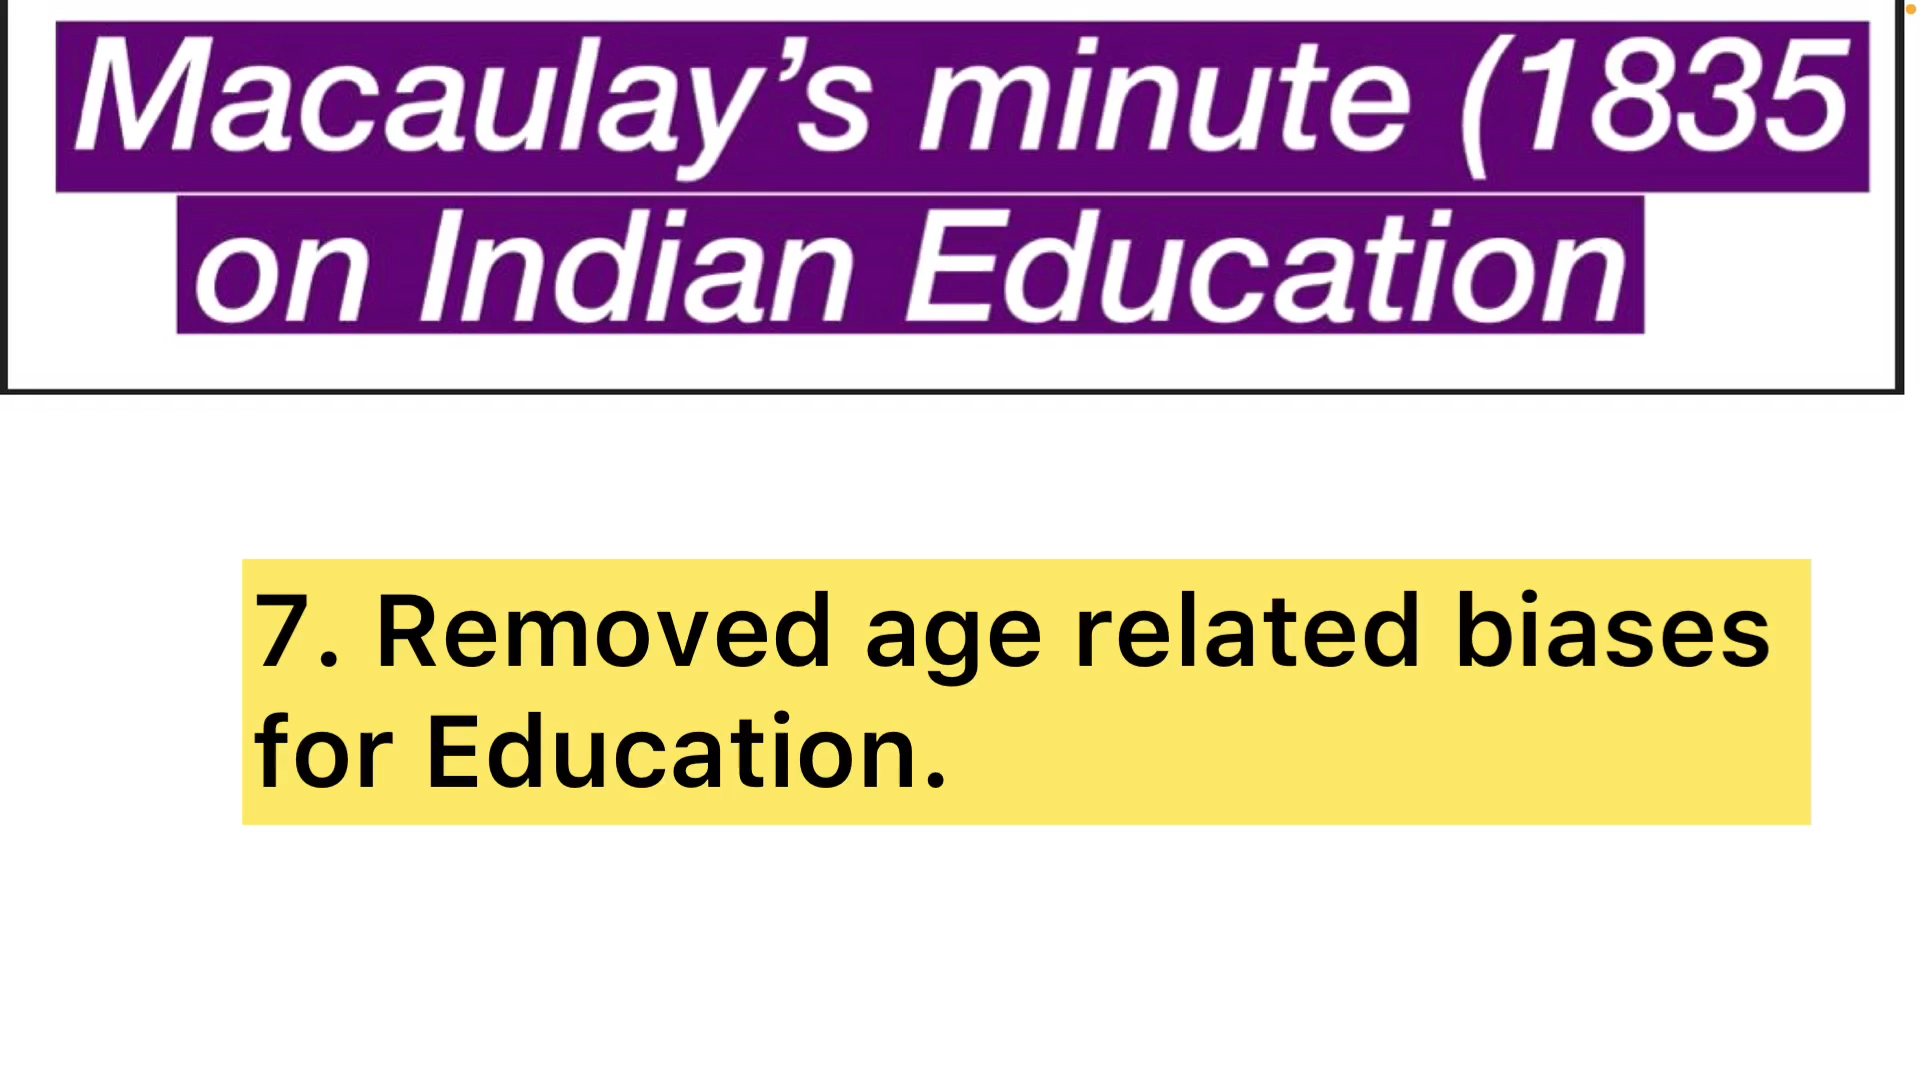 Macaulay’s minute (1835
on Indian Education
7. Removed age related biases
for Education.